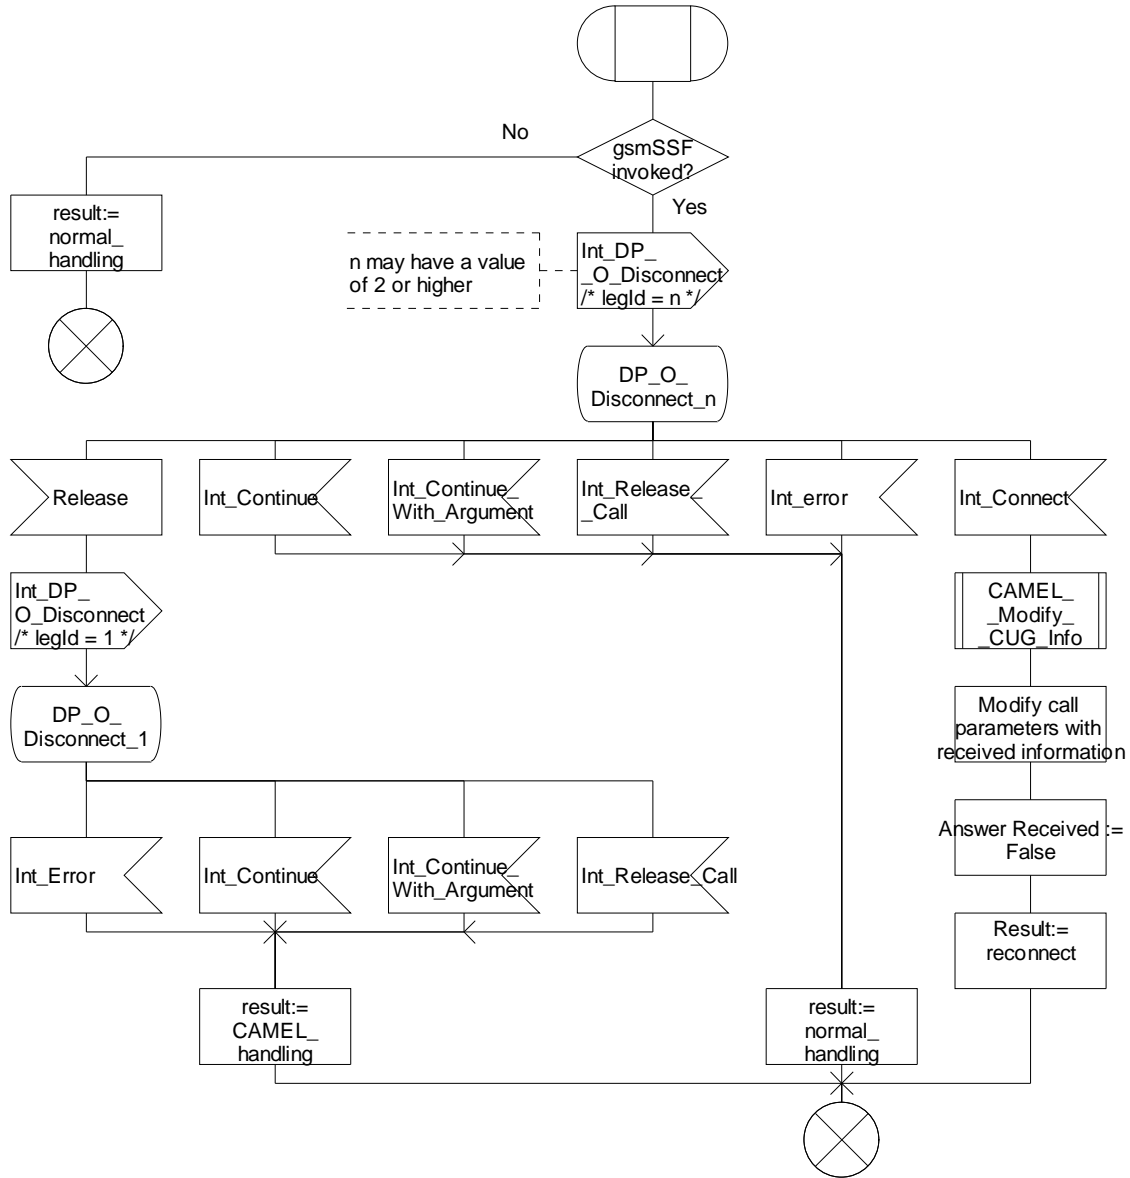 No
gsmSSF
invoked?
Yes
result:=
normal_
handling
n may have a value
of 2 or higher
Int_DP_
_O_Disconnect
/* legId = n */
DP_O_
Disconnect_n
Release
Int_Continue
Int_Continue_
With_Argument
Int_Release_
_Call
Int_error
Int_Connect
Int_DP_
O_Disconnect
/* legId = 1 */
CAMEL_
_Modify_
_CUG_Info
DP_O_
Disconnect_1
Modify call
parameters with
received information
Answer Received :=
False
Int_Error
Int_Continue
Int_Continue_
With_Argument
Int_Release_Call
Result:=
reconnect
result:=
CAMEL_
handling
result:=
normal_
handling